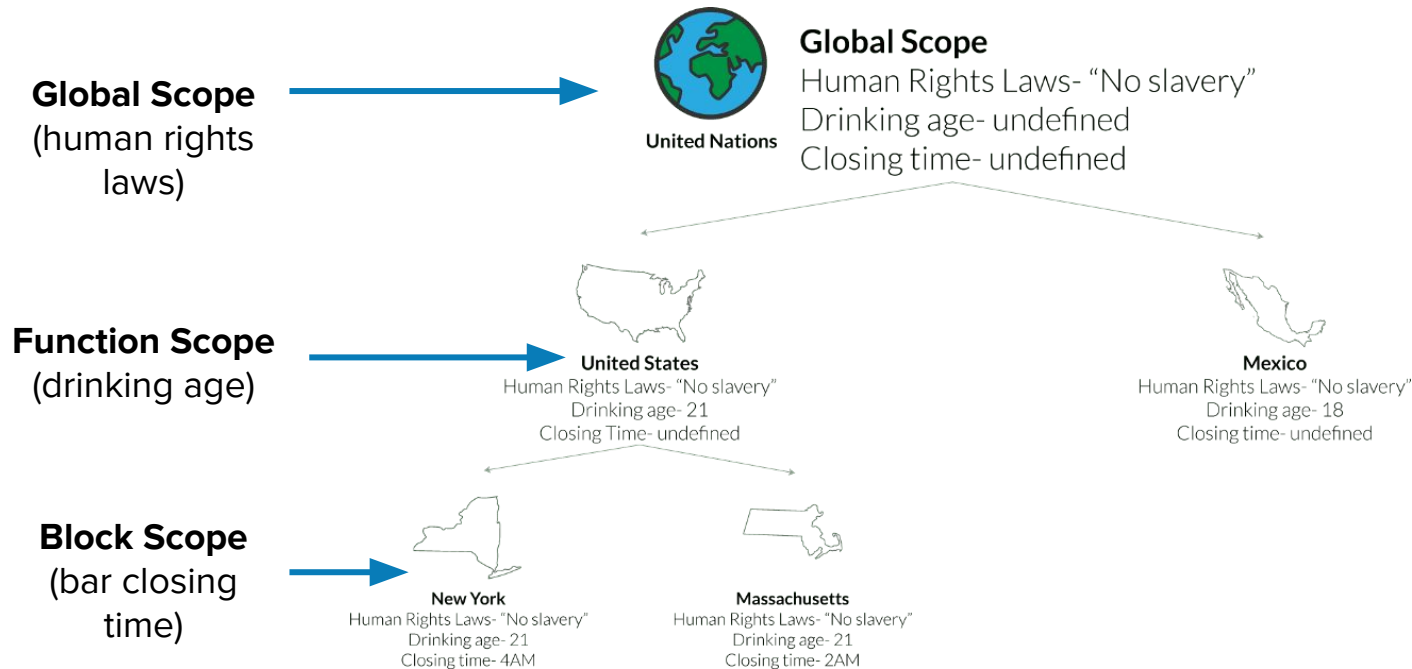 Global Scope
(human rights
laws)
United Nations
Global Scope
Human Rights Laws- “No slavery”
Drinking age- undefined
Closing time- undefined
Function Scope
(drinking age)
United States
Human Rights Laws- “No slavery”
Drinking age- 21
Closing Time- undefined
Mexico
Human Rights Laws- “No slavery”
Drinking age- 18
Closing time- undefined
Block Scope
(bar closing
time)
New York
Human Rights Laws- “No slavery”
Drinking age- 21
Closing time- 4AM
Massachusetts
Human Rights Laws- “No slavery”
Drinking age- 21
Closing time- 2AM